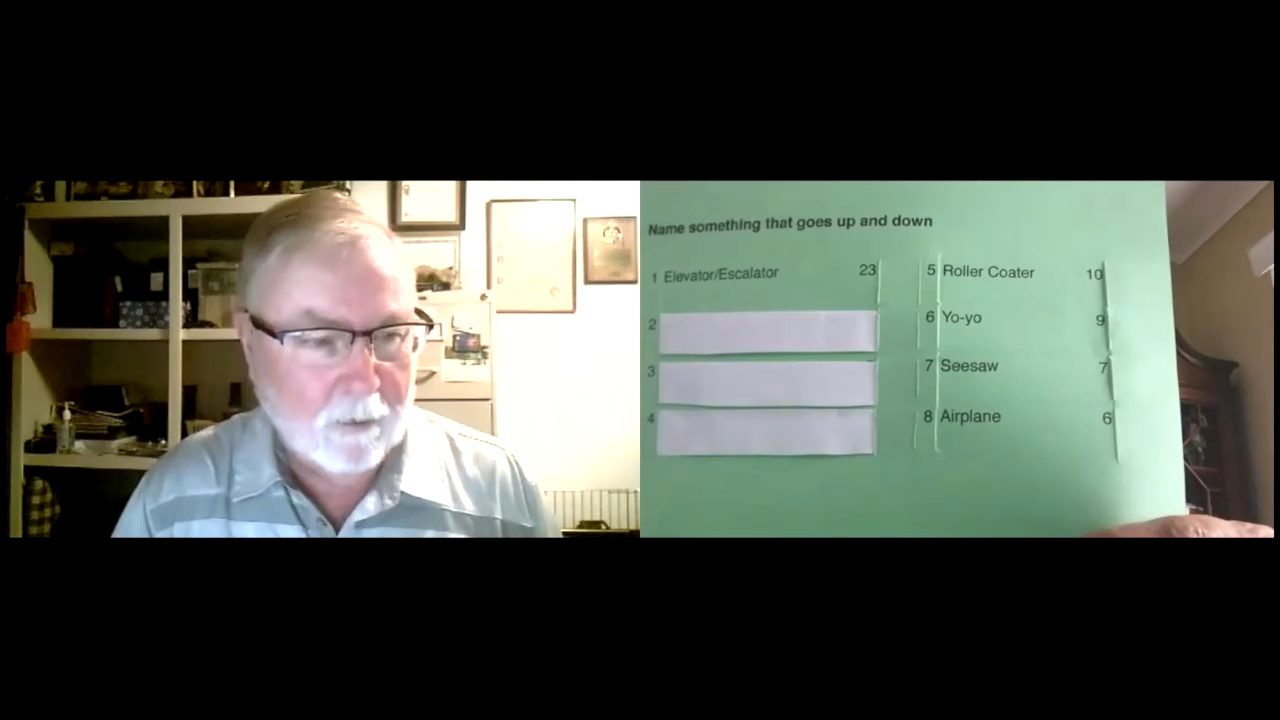 Name something that goes up and down
1 Elevator/Escalator 23
2
3
4
5 Roller Coater 10
6 Yo-yo 9
7 Seesaw 7
8 Airplane 6